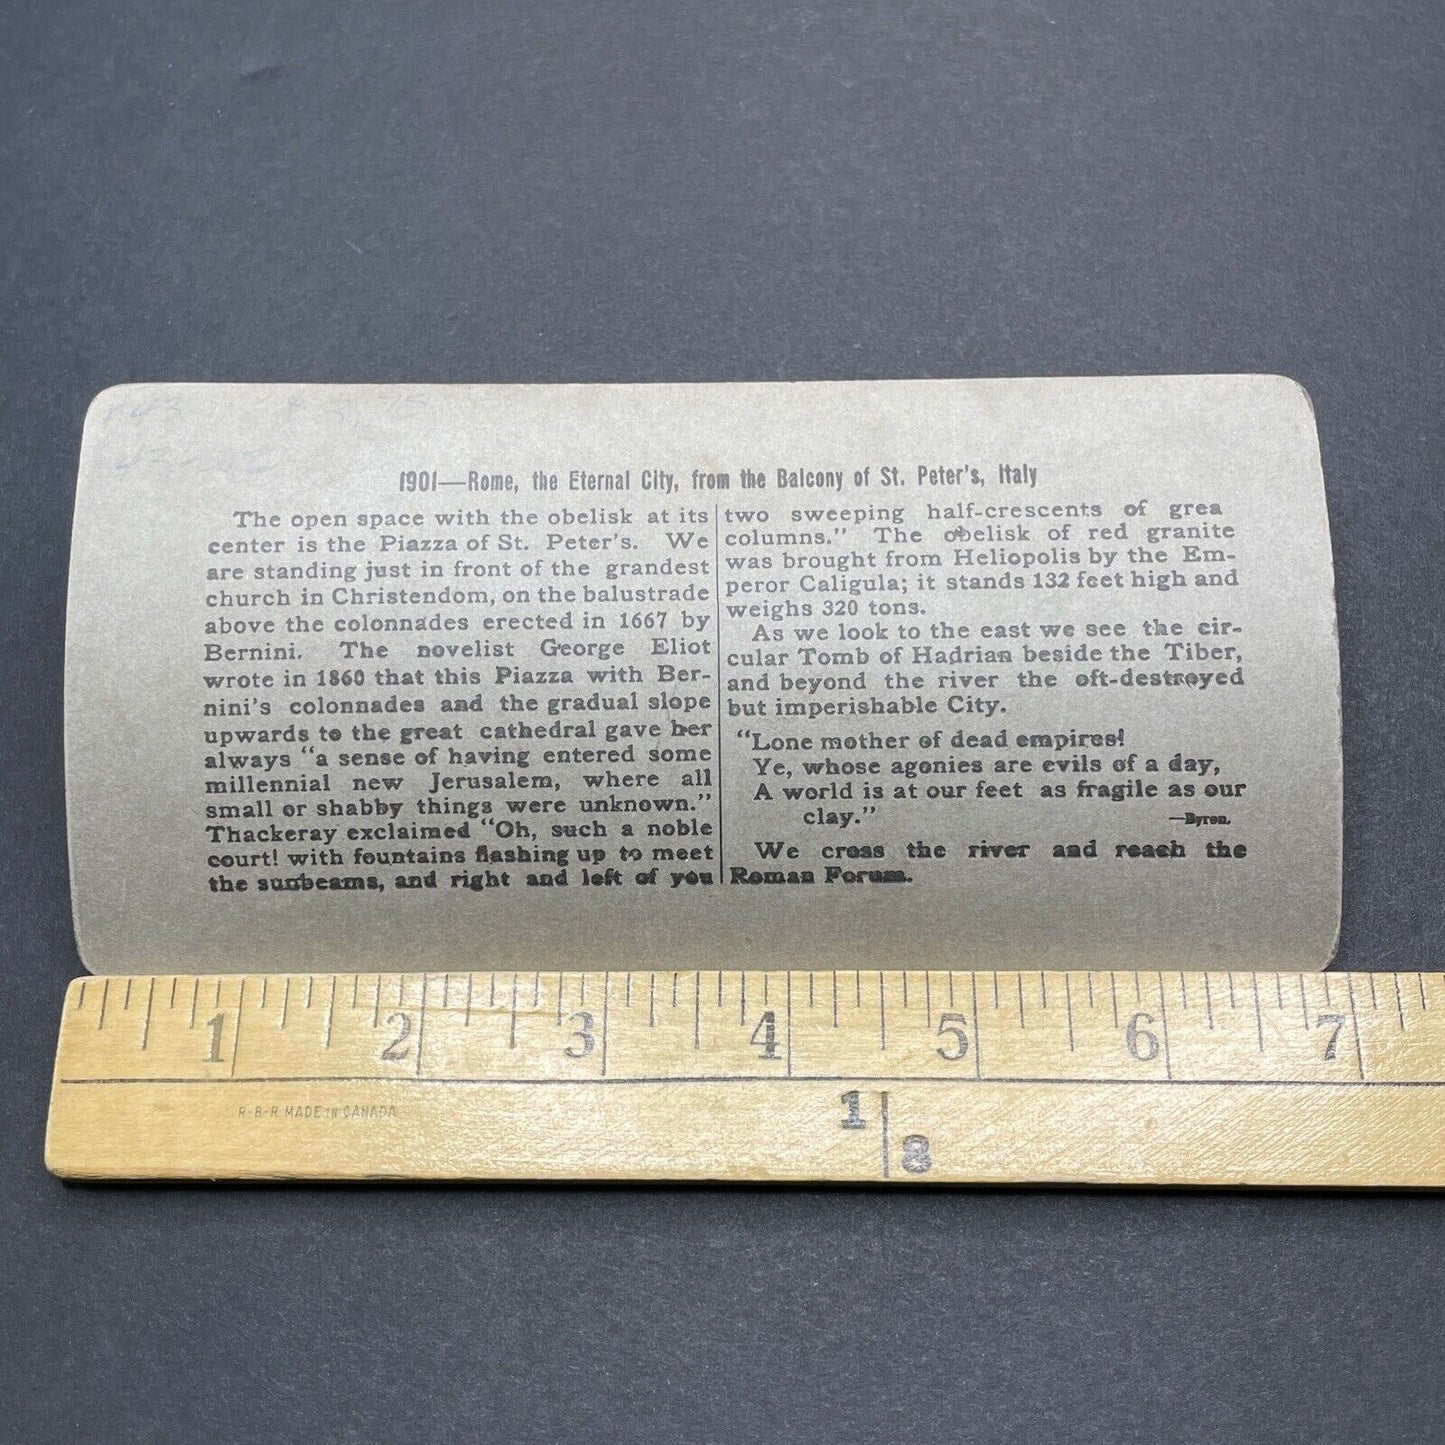 1901—Rome, the Eternal City, from the Balcony of St. Peter's, Italy
The open space with the obelisk at its
center is the Piazza of St. Peter's. We
are standing just in front of the grandest
church in Christendom, on the balustrade
above the colonnades erected in 1667 by
Bernini. The novelist George Eliot
wrote in 1860 that this Piazza with Ber-
nini's colonnades and the gradual slope
upwards to the great cathedral gave her
always "a sense of having entered some
millennial new Jerusalem, where all
small or shabby things were unknown."
Thackeray exclaimed "Oh, such a noble
court! with fountains flashing up to meet
the sunbeams, and right and left of you
two sweeping half-crescents of grea
columns." The obelisk of red granite
was brought from Heliopolis by the Em-
peror Caligula; it stands 132 feet high and
weighs 320 tons.
As we look to the east we see the cir-
cular Tomb of Hadrian beside the Tiber,
and beyond the river the oft-destroyed
but imperishable City.
"Lone mother of dead empires!
Ye, whose agonies are evils of a day,
A world is at our feet as fragile as our
clay." —Byron.
We cross the river and reach the
Roman Forum.
1 2 3 4 5 6 7
R-B-R MADE IN CANADA
1
8